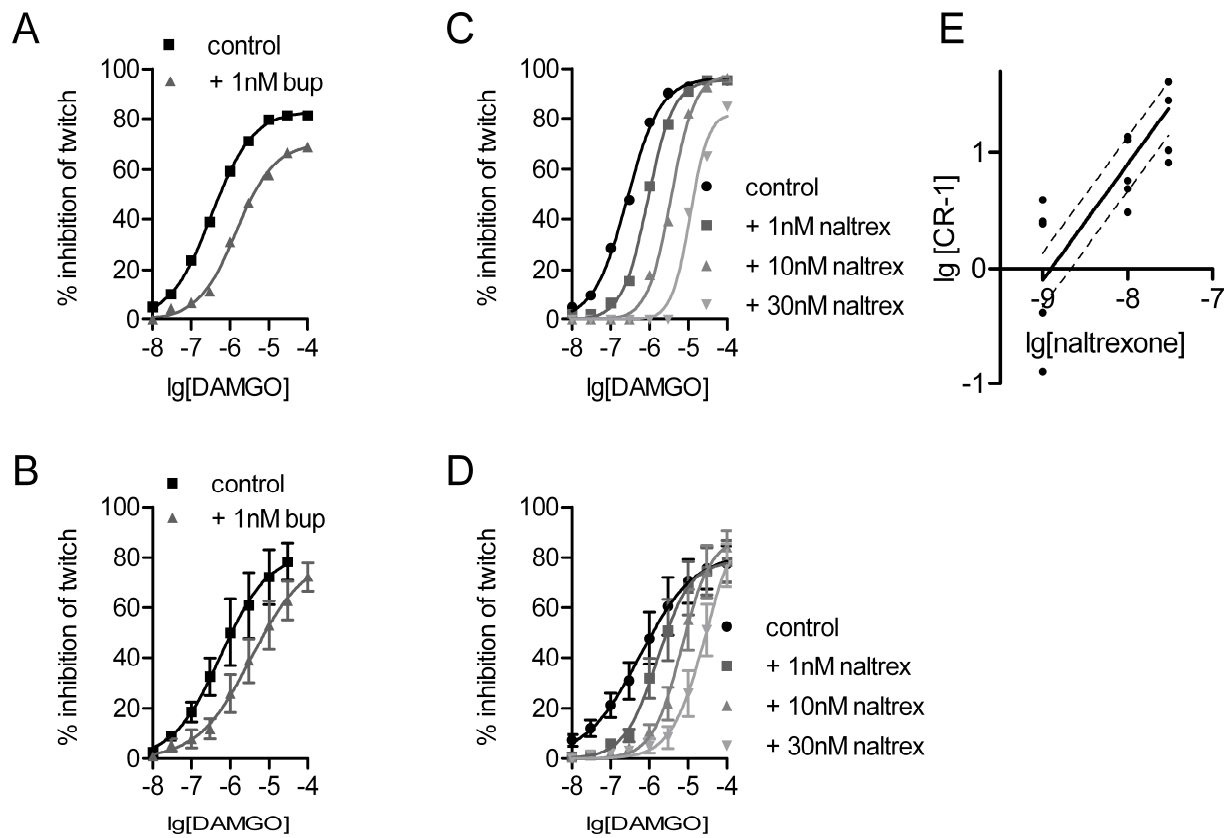 A
control
+ 1nM bup
% inhibition of twitch
100
80
60
40
20
0
-8 -7 -6 -5 -4
lg[DAMGO]
C
% inhibition of twitch
100
80
60
40
20
0
-8 -7 -6 -5 -4
lg[DAMGO]
control
+ 1nM naltrex
+ 10nM naltrex
+ 30nM naltrex
E
lg [CR-1]
1
0
-1
-9 -8 -7
lg[naltrexone]
B
control
+ 1nM bup
% inhibition of twitch
100
80
60
40
20
0
-8 -7 -6 -5 -4
lg[DAMGO]
D
% inhibition of twitch
100
80
60
40
20
0
-8 -7 -6 -5 -4
lg[DAMGO]
control
+ 1nM naltrex
+ 10nM naltrex
+ 30nM naltrex